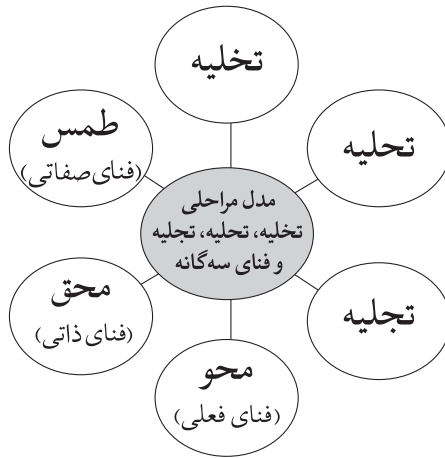 تخلیه
تحلیه
تجلیه
محو
(فنای فعلی)
محق
(فنای ذاتی)
طمس
(فنای صفاتی)
مدل مراحلی
تخلیه، تحلیه، تجلیه
و فنای سه‌گانه